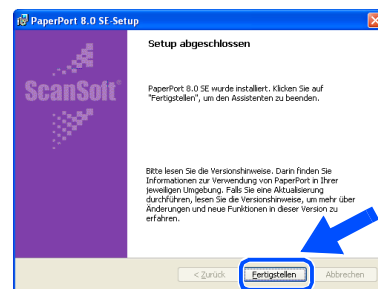 PaperPort 8.0 SE-Setup
Setup abgeschlossen
ScanSoft®
PaperPort 8.0 SE wurde installiert. Klicken Sie auf
"Fertigstellen", um den Assistenten zu beenden.
Bitte lesen Sie die Versionshinweise. Darin finden Sie
Informationen zur Verwendung von PaperPort in Ihrer
jeweiligen Umgebung. Falls Sie eine Aktualisierung
durchführen, lesen Sie die Versionshinweise, um mehr über
Änderungen und neue Funktionen in dieser Version zu
erfahren.
< Zurück
Fertigstellen
Abbrechen